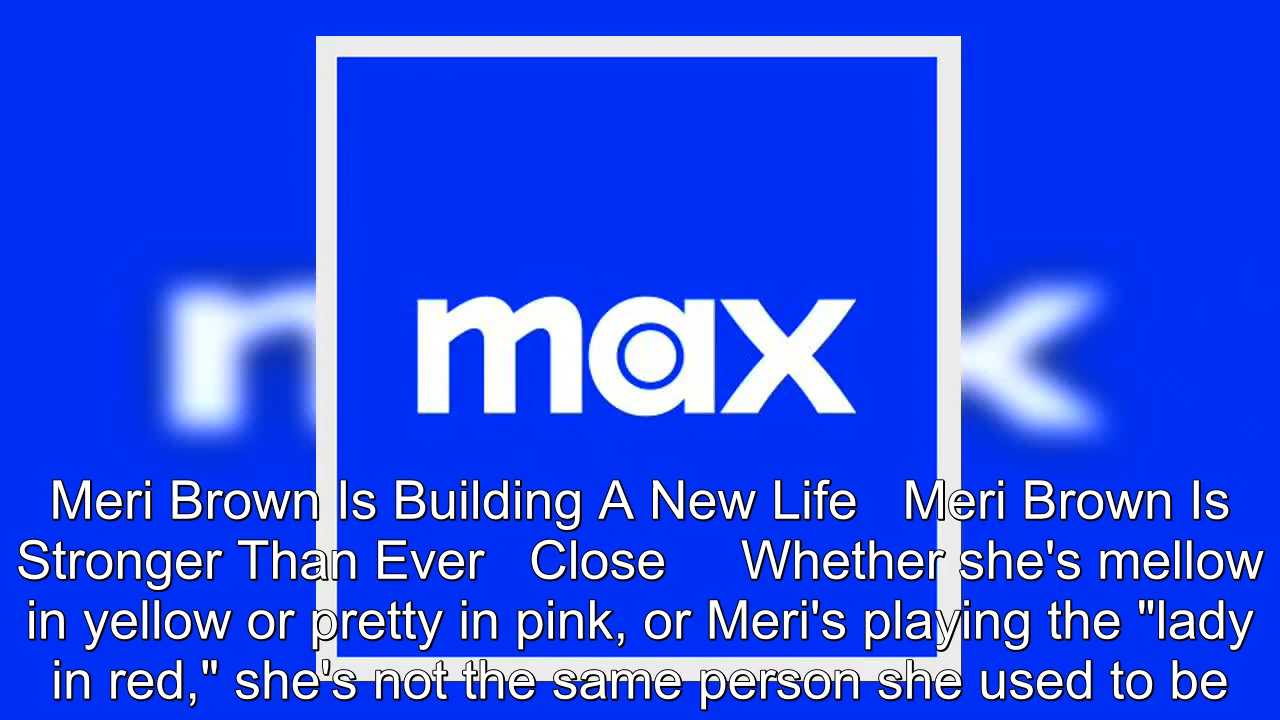 max
Meri Brown Is Building A New Life Meri Brown Is
Stronger Than Ever Close Whether she's mellow
in yellow or pretty in pink, or Meri's playing the "lady
in red," she's not the same person she used to be